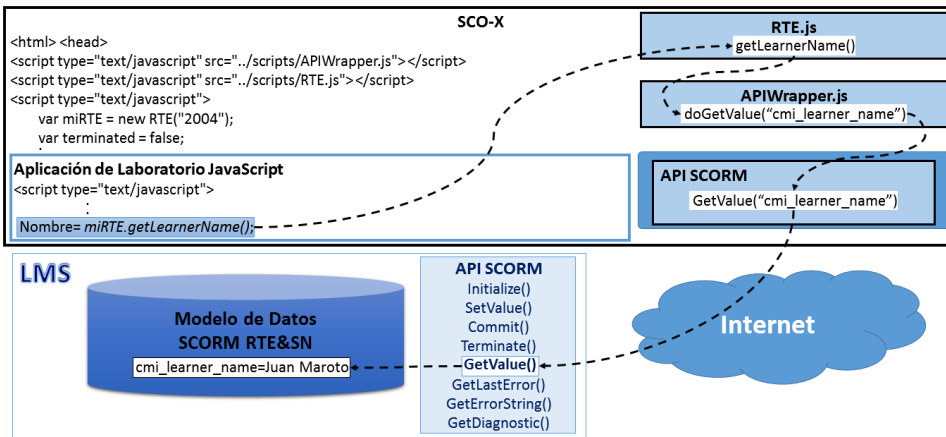 SCO-X
<html> <head>
<script type="text/javascript" src="../scripts/APIWrapper.js"></script>
<script type="text/javascript" src="../scripts/RTE.js"></script>
<script type="text/javascript">
var miRTE = new RTE("2004");
var terminated = false;
:
Aplicación de Laboratorio JavaScript
<script type="text/javascript">
:
Nombre= miRTE.getLearnerName();
RTE.js
getLearnerName()
APIWrapper.js
doGetValue(“cmi_learner_name”)
API SCORM
GetValue(“cmi_learner_name”)
LMS
Modelo de Datos
SCORM RTE&SN
cmi_learner_name=Juan Maroto
API SCORM
Initialize()
SetValue()
Commit()
Terminate()
GetValue()
GetLastError()
GetErrorString()
GetDiagnostic()
Internet